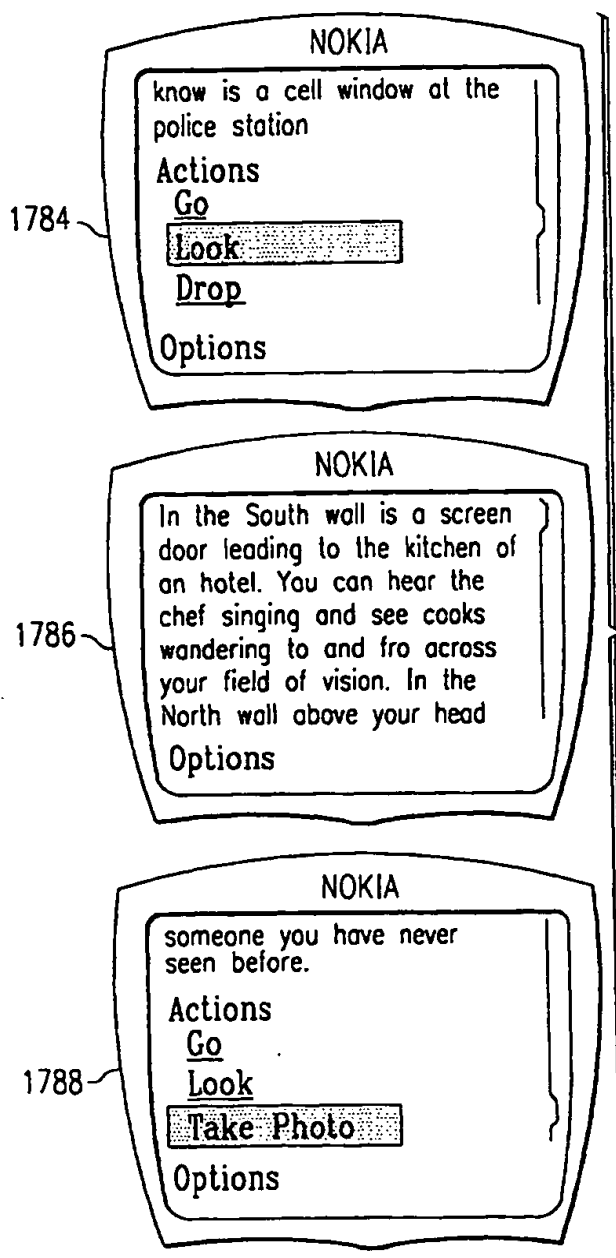 NOKIA
know is a cell window at the
police station
Actions
Go
1784
Look
Drop
Options
NOKIA
In the South wall is a screen
door leading to the kitchen of
an hotel. You can hear the
chef singing and see cooks
1786
wandering to and fro across
your field of vision. In the
North wall above your head
Options
NOKIA
someone you have never
seen before.
Actions
Go
1788
Look
Take Photo
Options